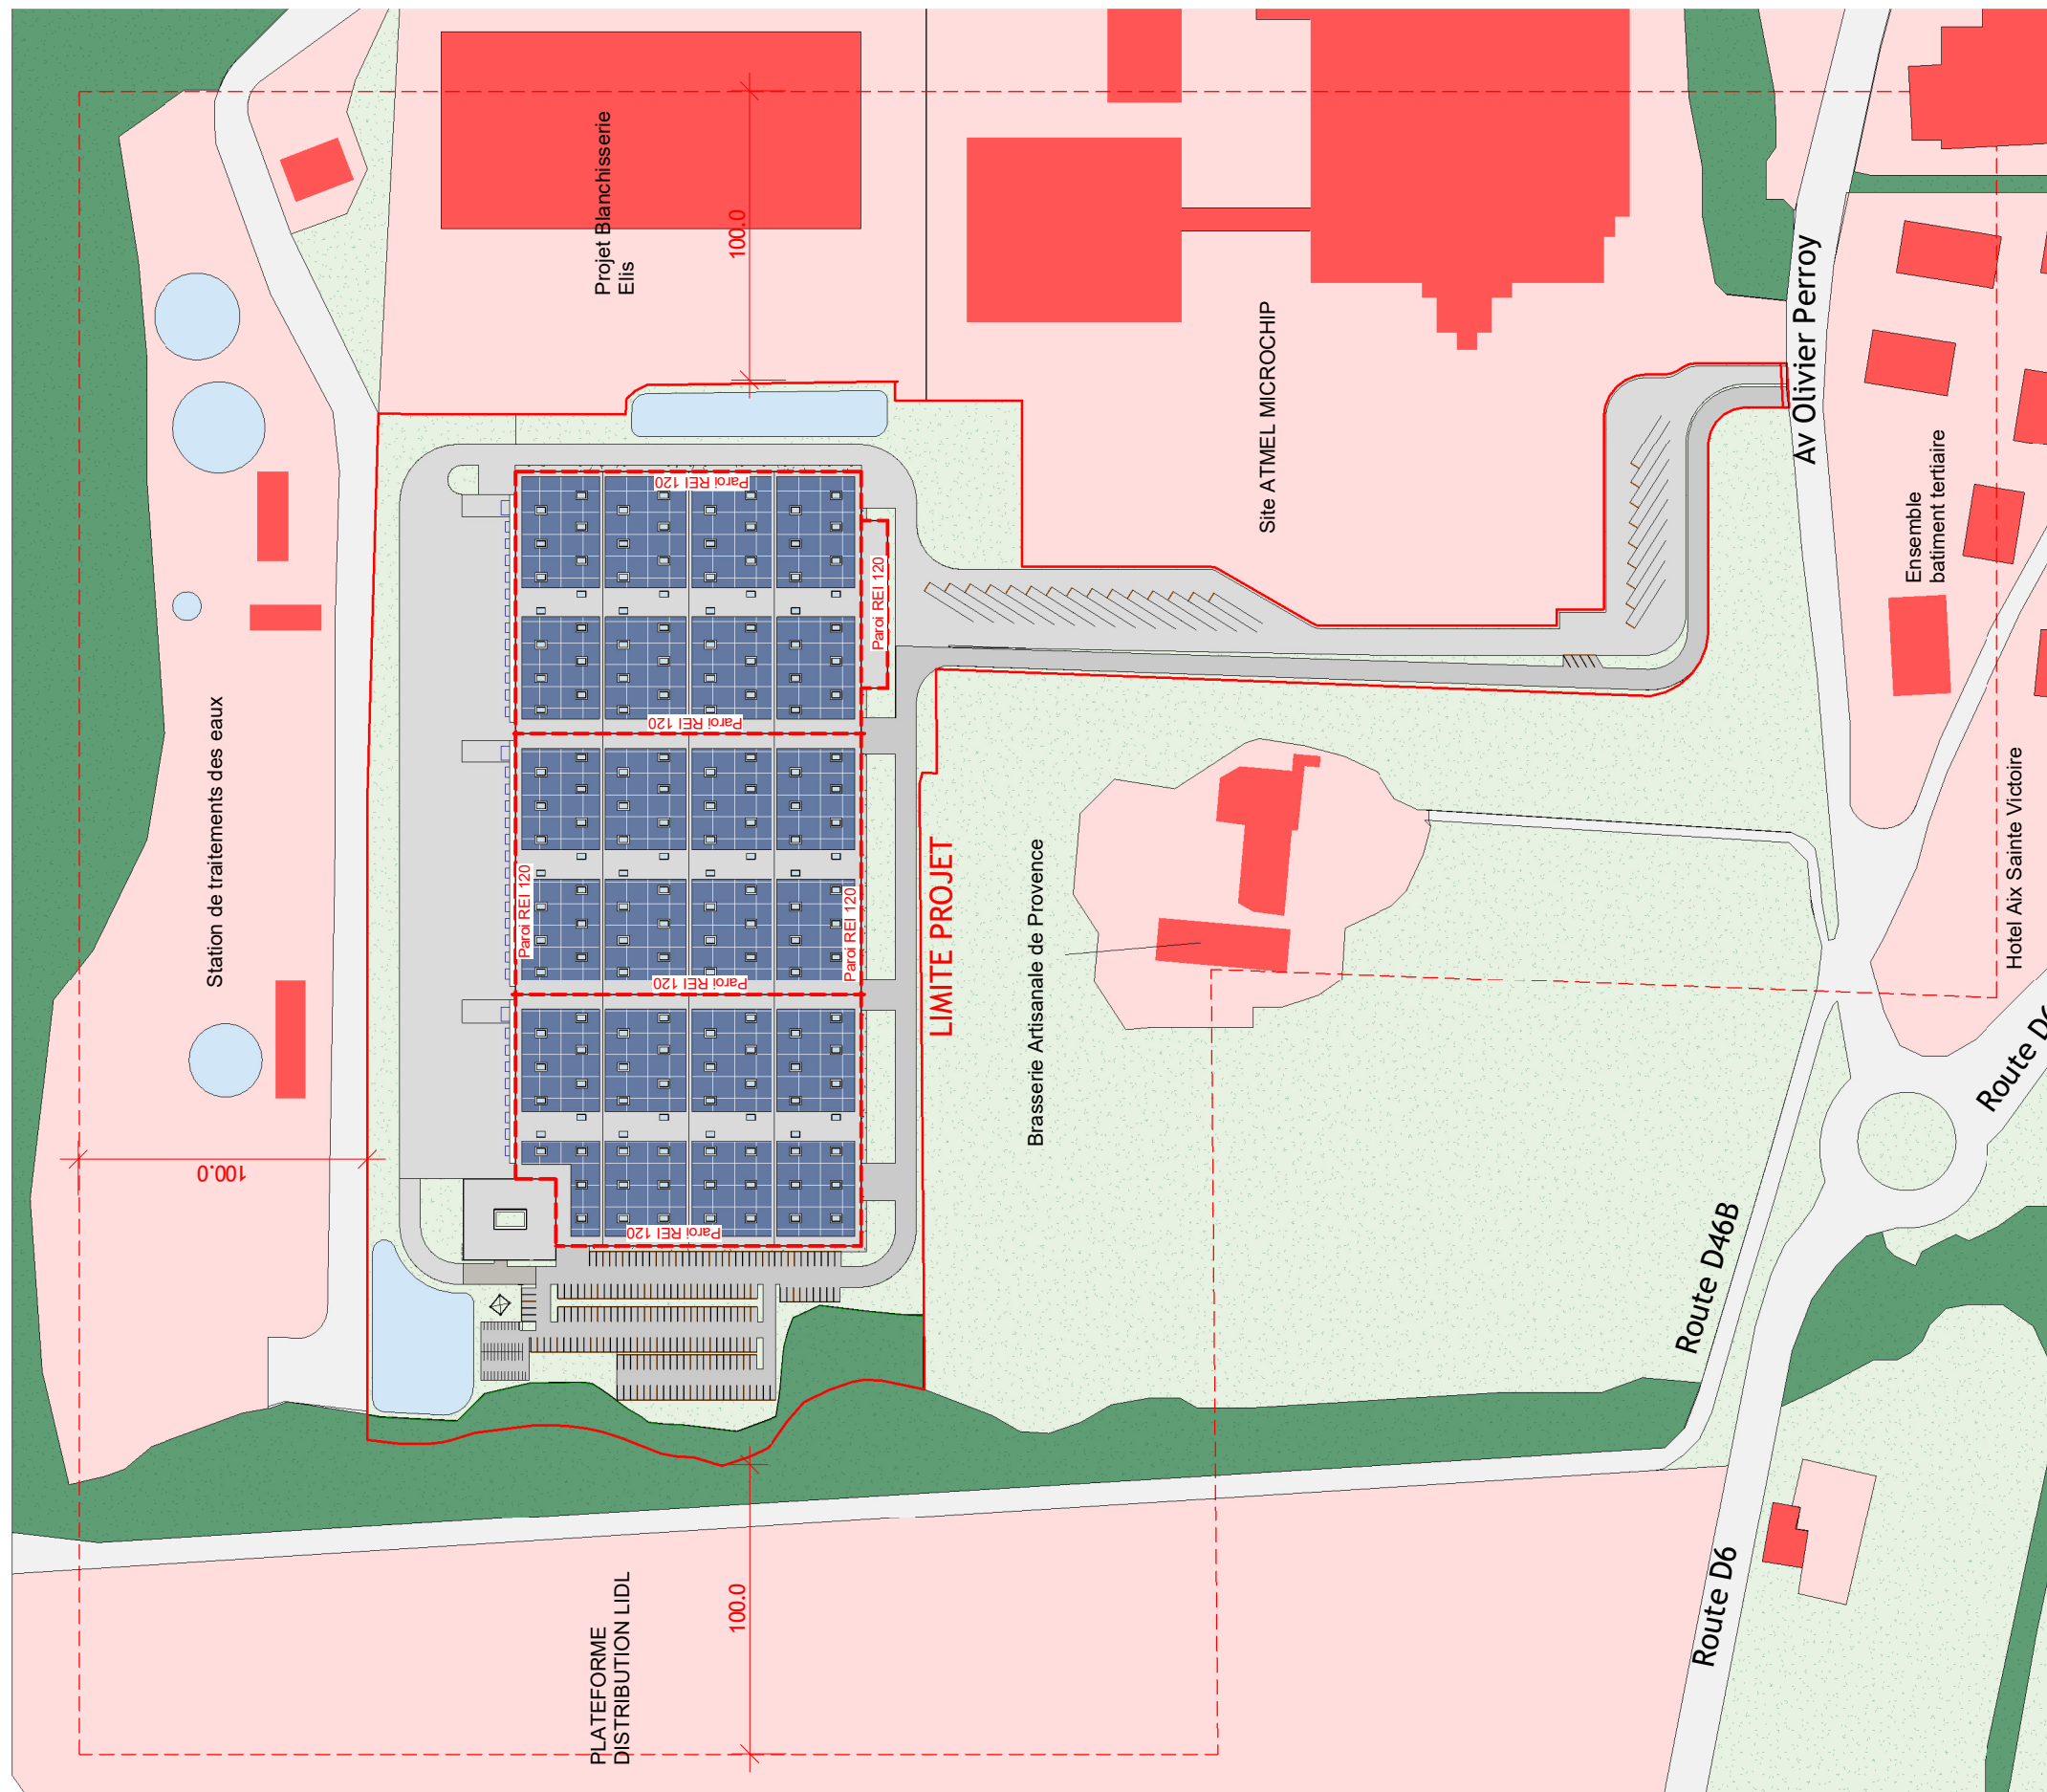 Projet Blanchisserie
Elis
100.0
Site ATMEL MICROCHIP
Av Olivier Perroy
Ensemble
batiment tertiaire
Paroi REI 120
Paroi REI 120
Paroi REI 120
Station de traitements des eaux
Paroi REI 120
Paroi REI 120
Paroi REI 120
LIMITE PROJET
Brasserie Artisanale de Provence
Hotel Aix Sainte Victoire
100.0
Paroi REI 120
Route D6
Route D46B
PLATEFORME
DISTRIBUTION LIDL
100.0
Route D6